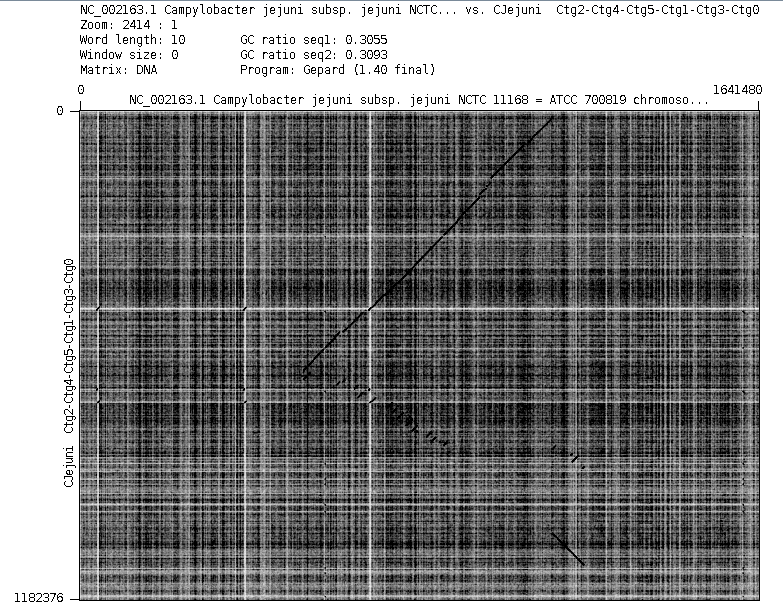 NC_002163.1 Campylobacter jejuni subsp. jejuni NCTC... vs. CJejuni  Ctg2-Ctg4-Ctg5-Ctg1-Ctg3-Ctg0
Zoom: 2414 : 1
Word length: 10 GC ratio seq1: 0.3055
Window size: 0 GC ratio seq2: 0.3093
Matrix: DNA Program: Gepard (1.40 final)
0 1641480
NC_002163.1 Campylobacter jejuni subsp. jejuni NCTC 11168 = ATCC 700819 chromoso...
0
CJejuni  Ctg2-Ctg4-Ctg5-Ctg1-Ctg3-Ctg0
1182376